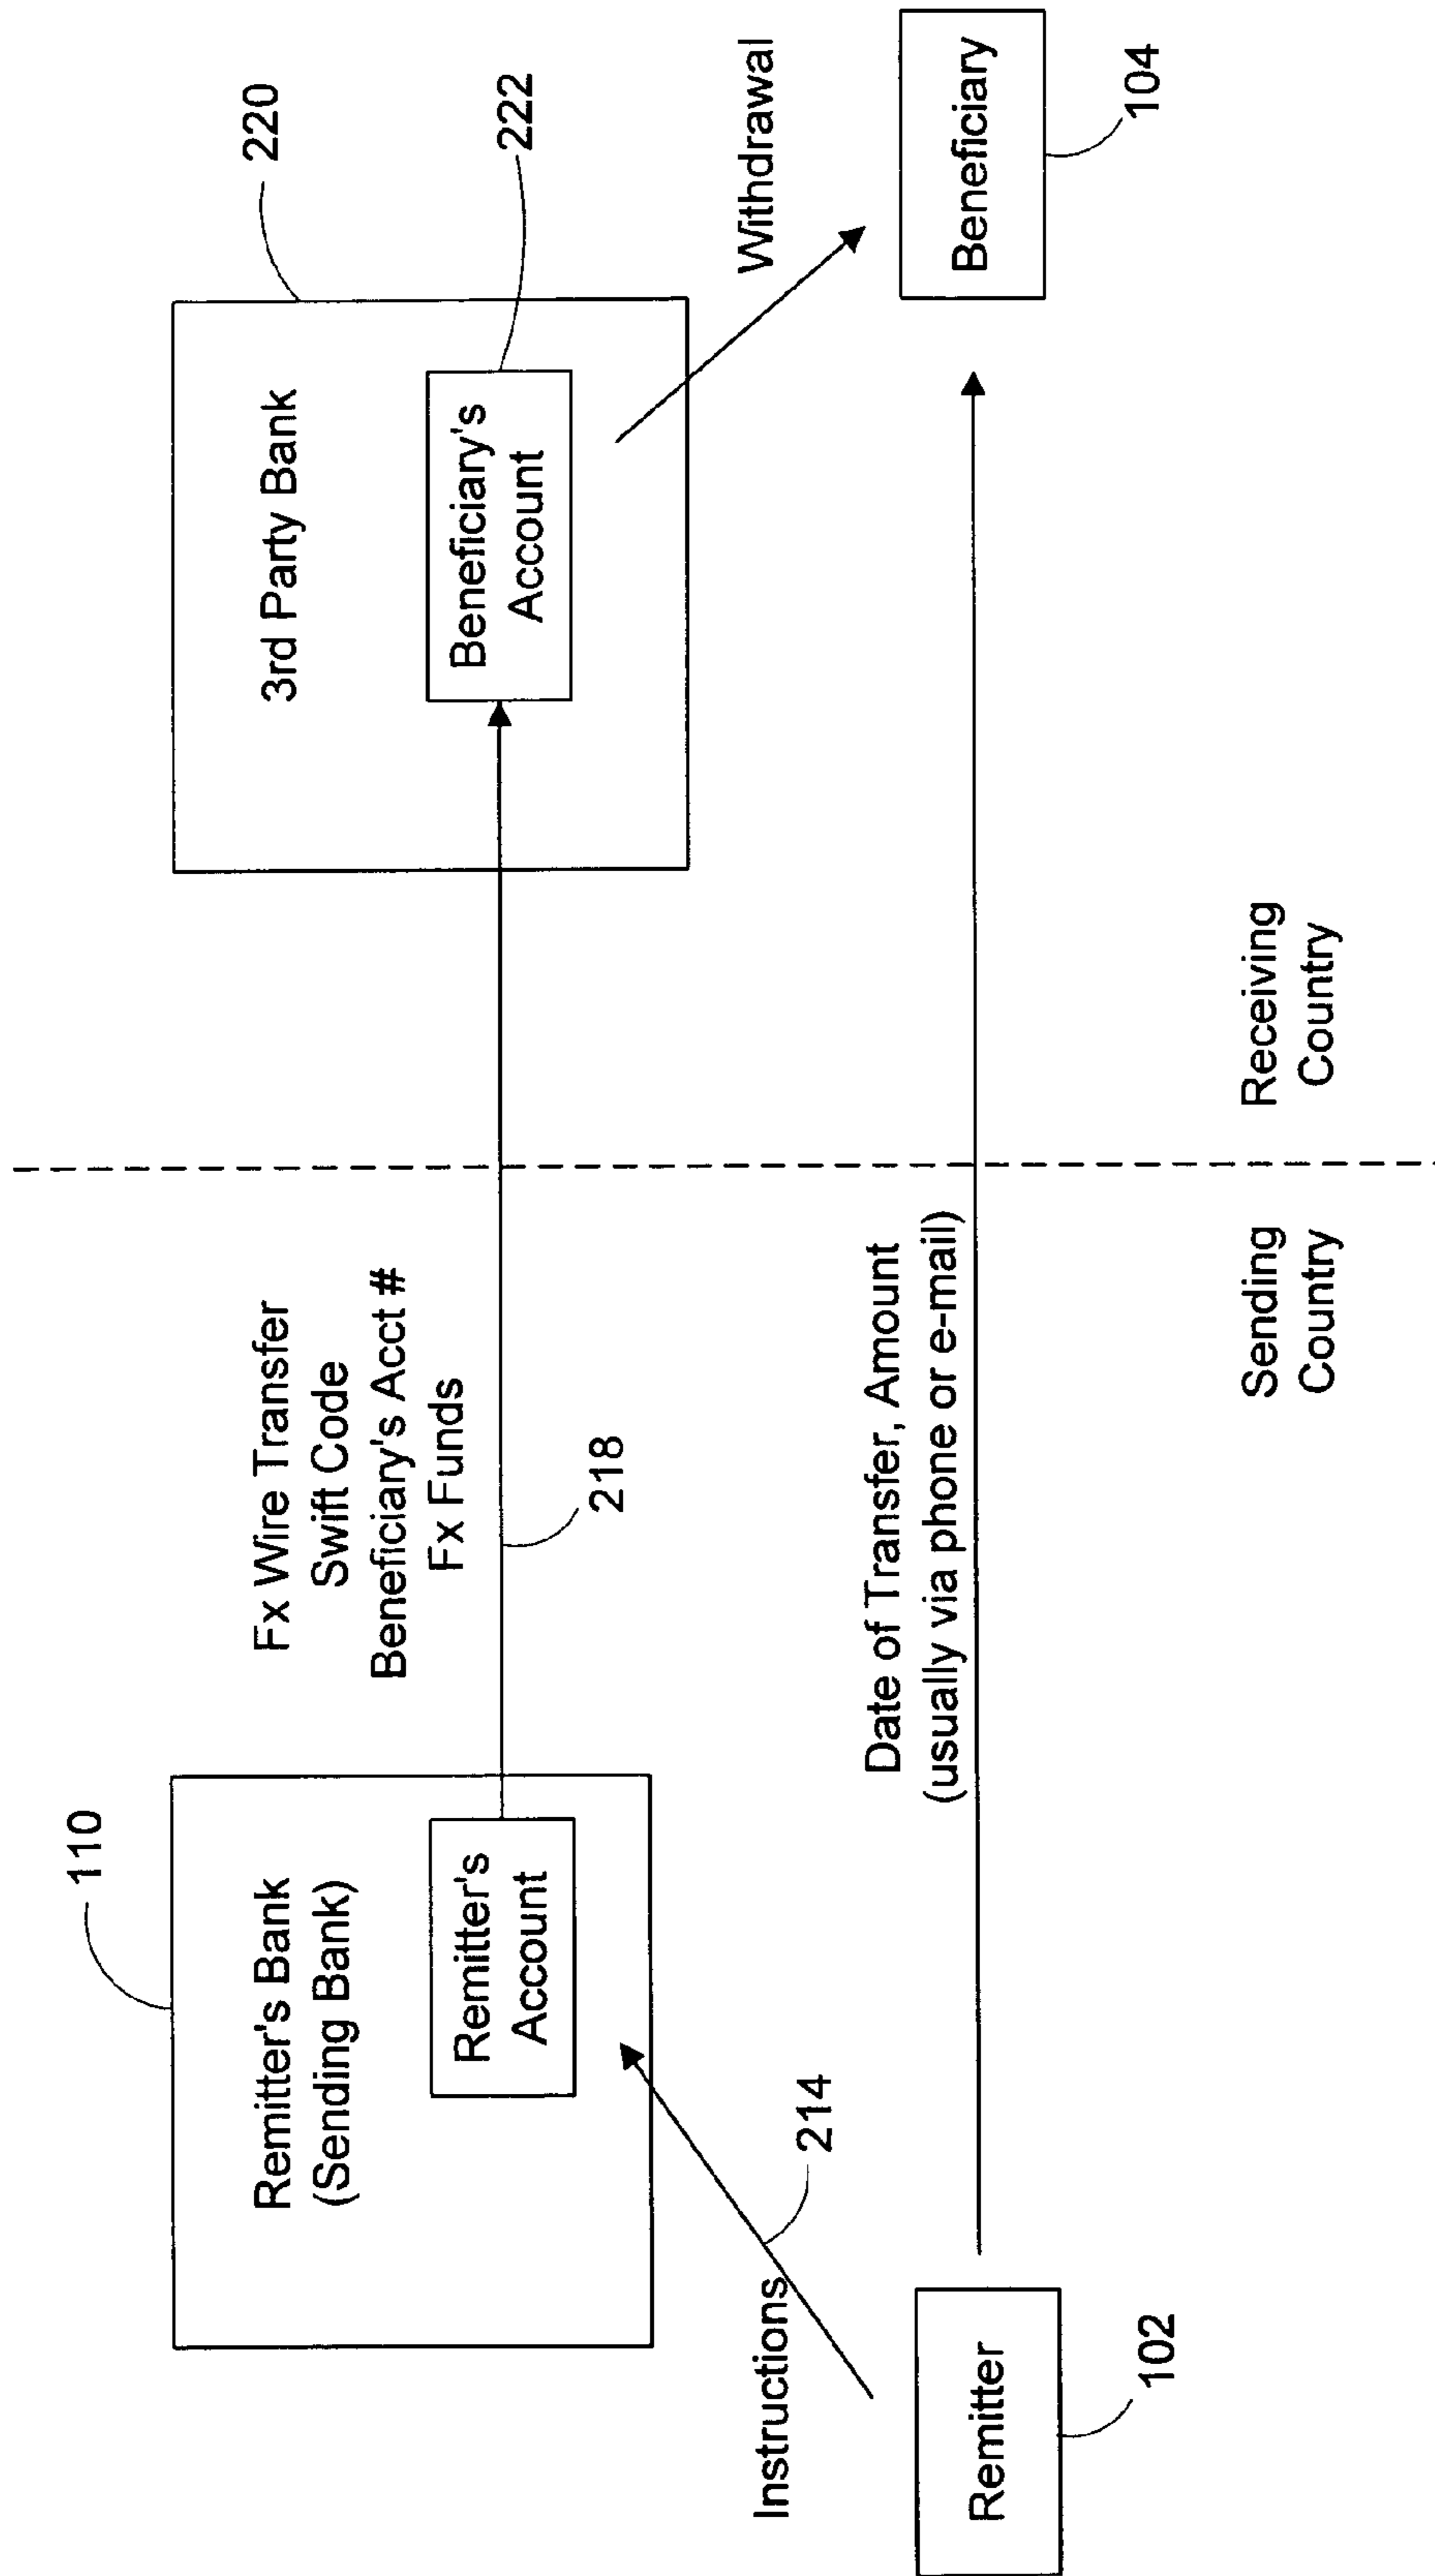 110
Remitter's Bank
(Sending Bank)
Remitter's
Account
Fx Wire Transfer
Swift Code
Beneficiary's Acct #
Fx Funds
218
220
3rd Party Bank
Beneficiary's
Account
222
Instructions
214
Withdrawal
Remitter
102
Date of Transfer, Amount
(usually via phone or e-mail)
Beneficiary
104
Sending
Country
Receiving
Country